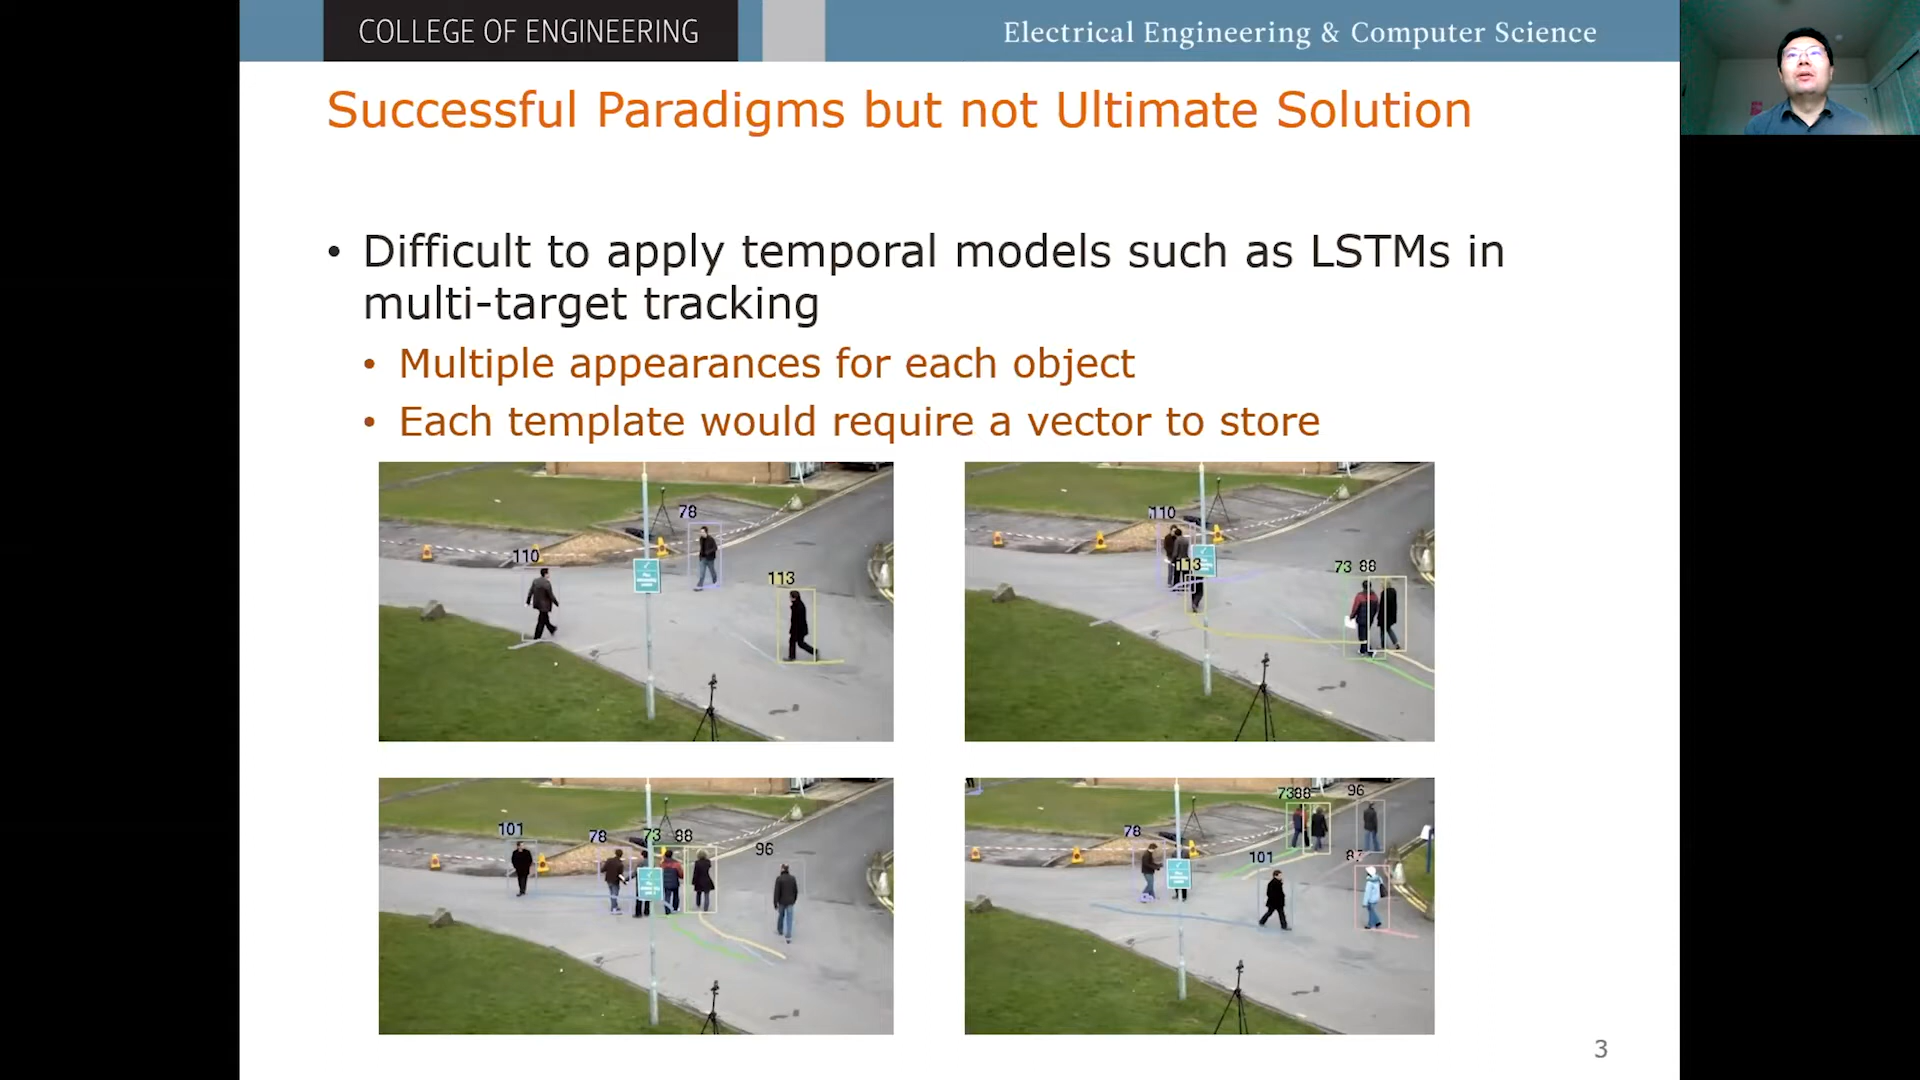 COLLEGE OF ENGINEERING
Electrical Engineering & Computer Science
Successful Paradigms but not Ultimate Solution
• Difficult to apply temporal models such as LSTMs in
multi-target tracking
• Multiple appearances for each object
• Each template would require a vector to store
78
110
113
110
113
73 88
101
78
73
88
96
7388
96
78
101
3